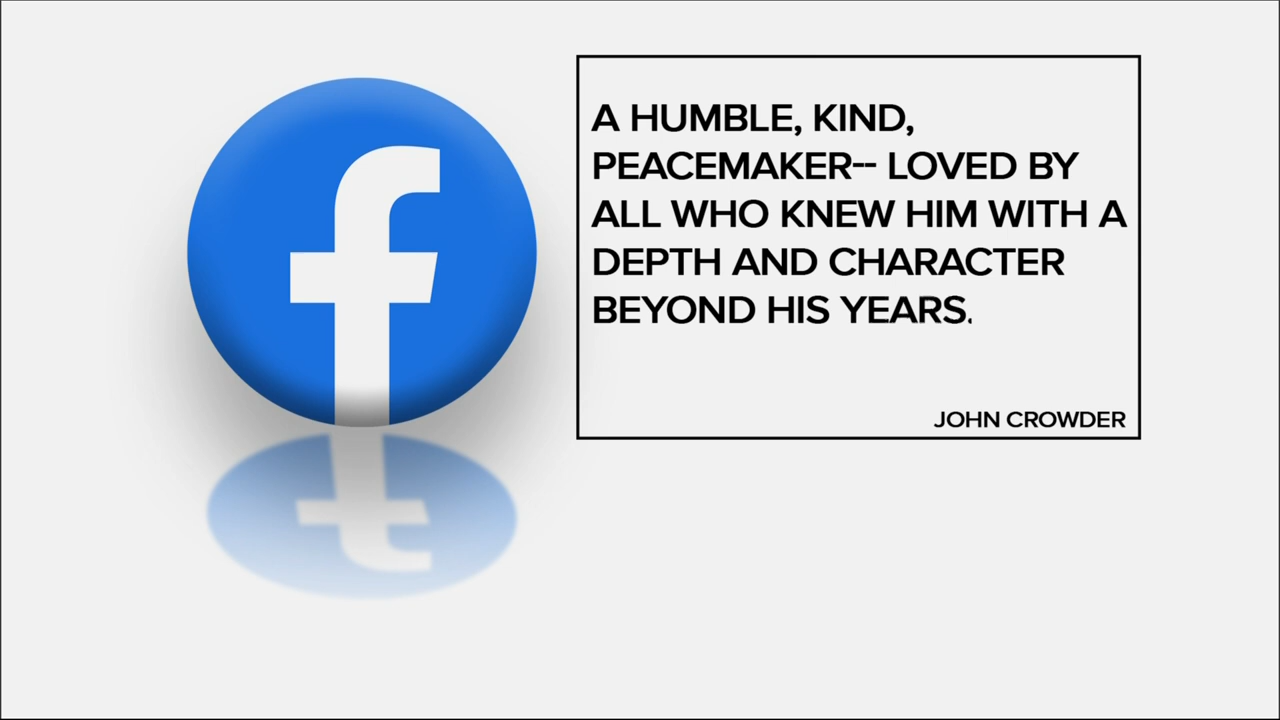 A HUMBLE, KIND,
PEACEMAKER-- LOVED BY
ALL WHO KNEW HIM WITH A
DEPTH AND CHARACTER
BEYOND HIS YEARS.
JOHN CROWDER